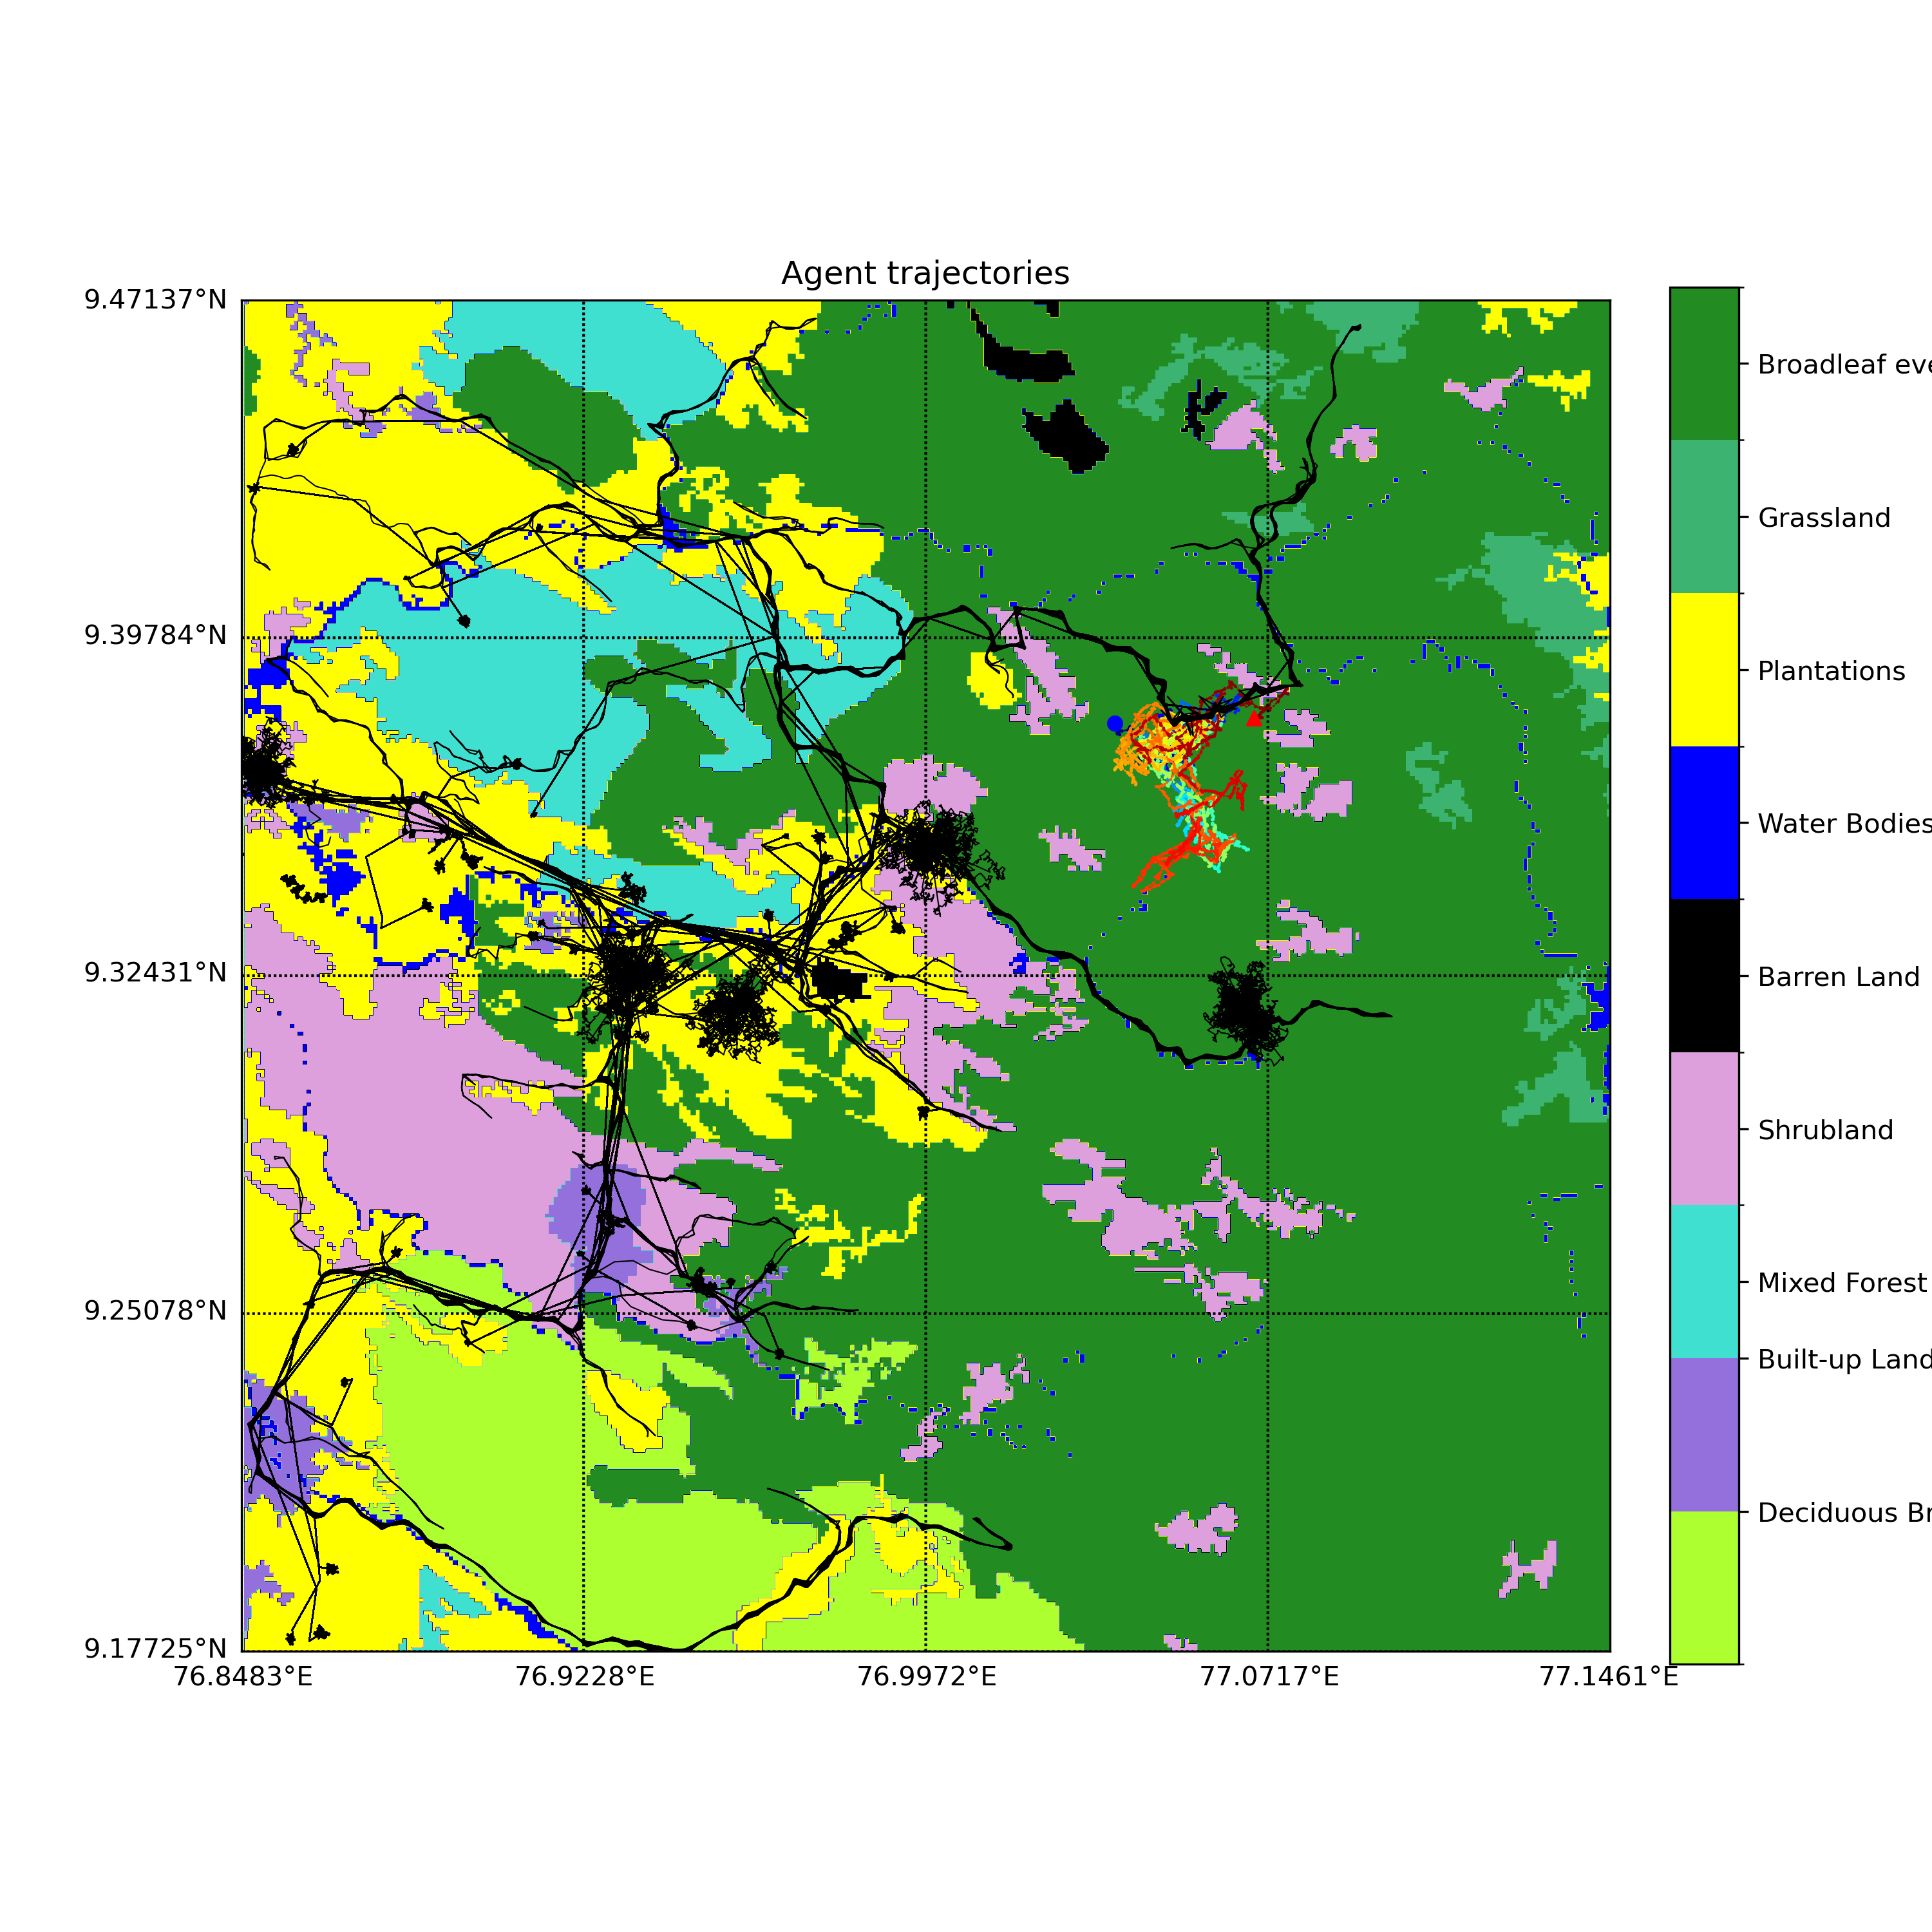 Agent trajectories
9.47137°N
9.39784°N
9.32431°N
9.25078°N
9.17725°N
76.8483°E
76.9228°E
76.9972°E
77.0717°E
77.1461°E
Broadleaf eve
Grassland
Plantations
Water Bodies
Barren Land
Shrubland
Mixed Forest
Built-up Land
Deciduous Br